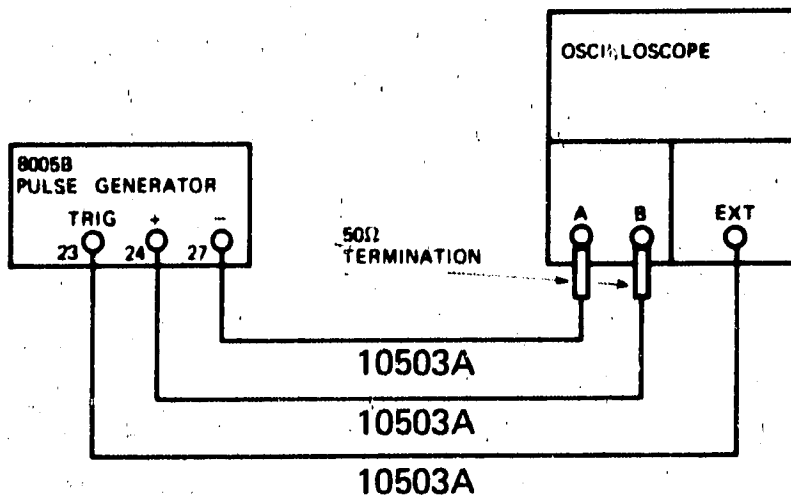 OSCILLOSCOPE
8005B
PULSE GENERATOR
TRIG + −
23 24 27
A B EXT
50Ω
TERMINATION
10503A
10503A
10503A